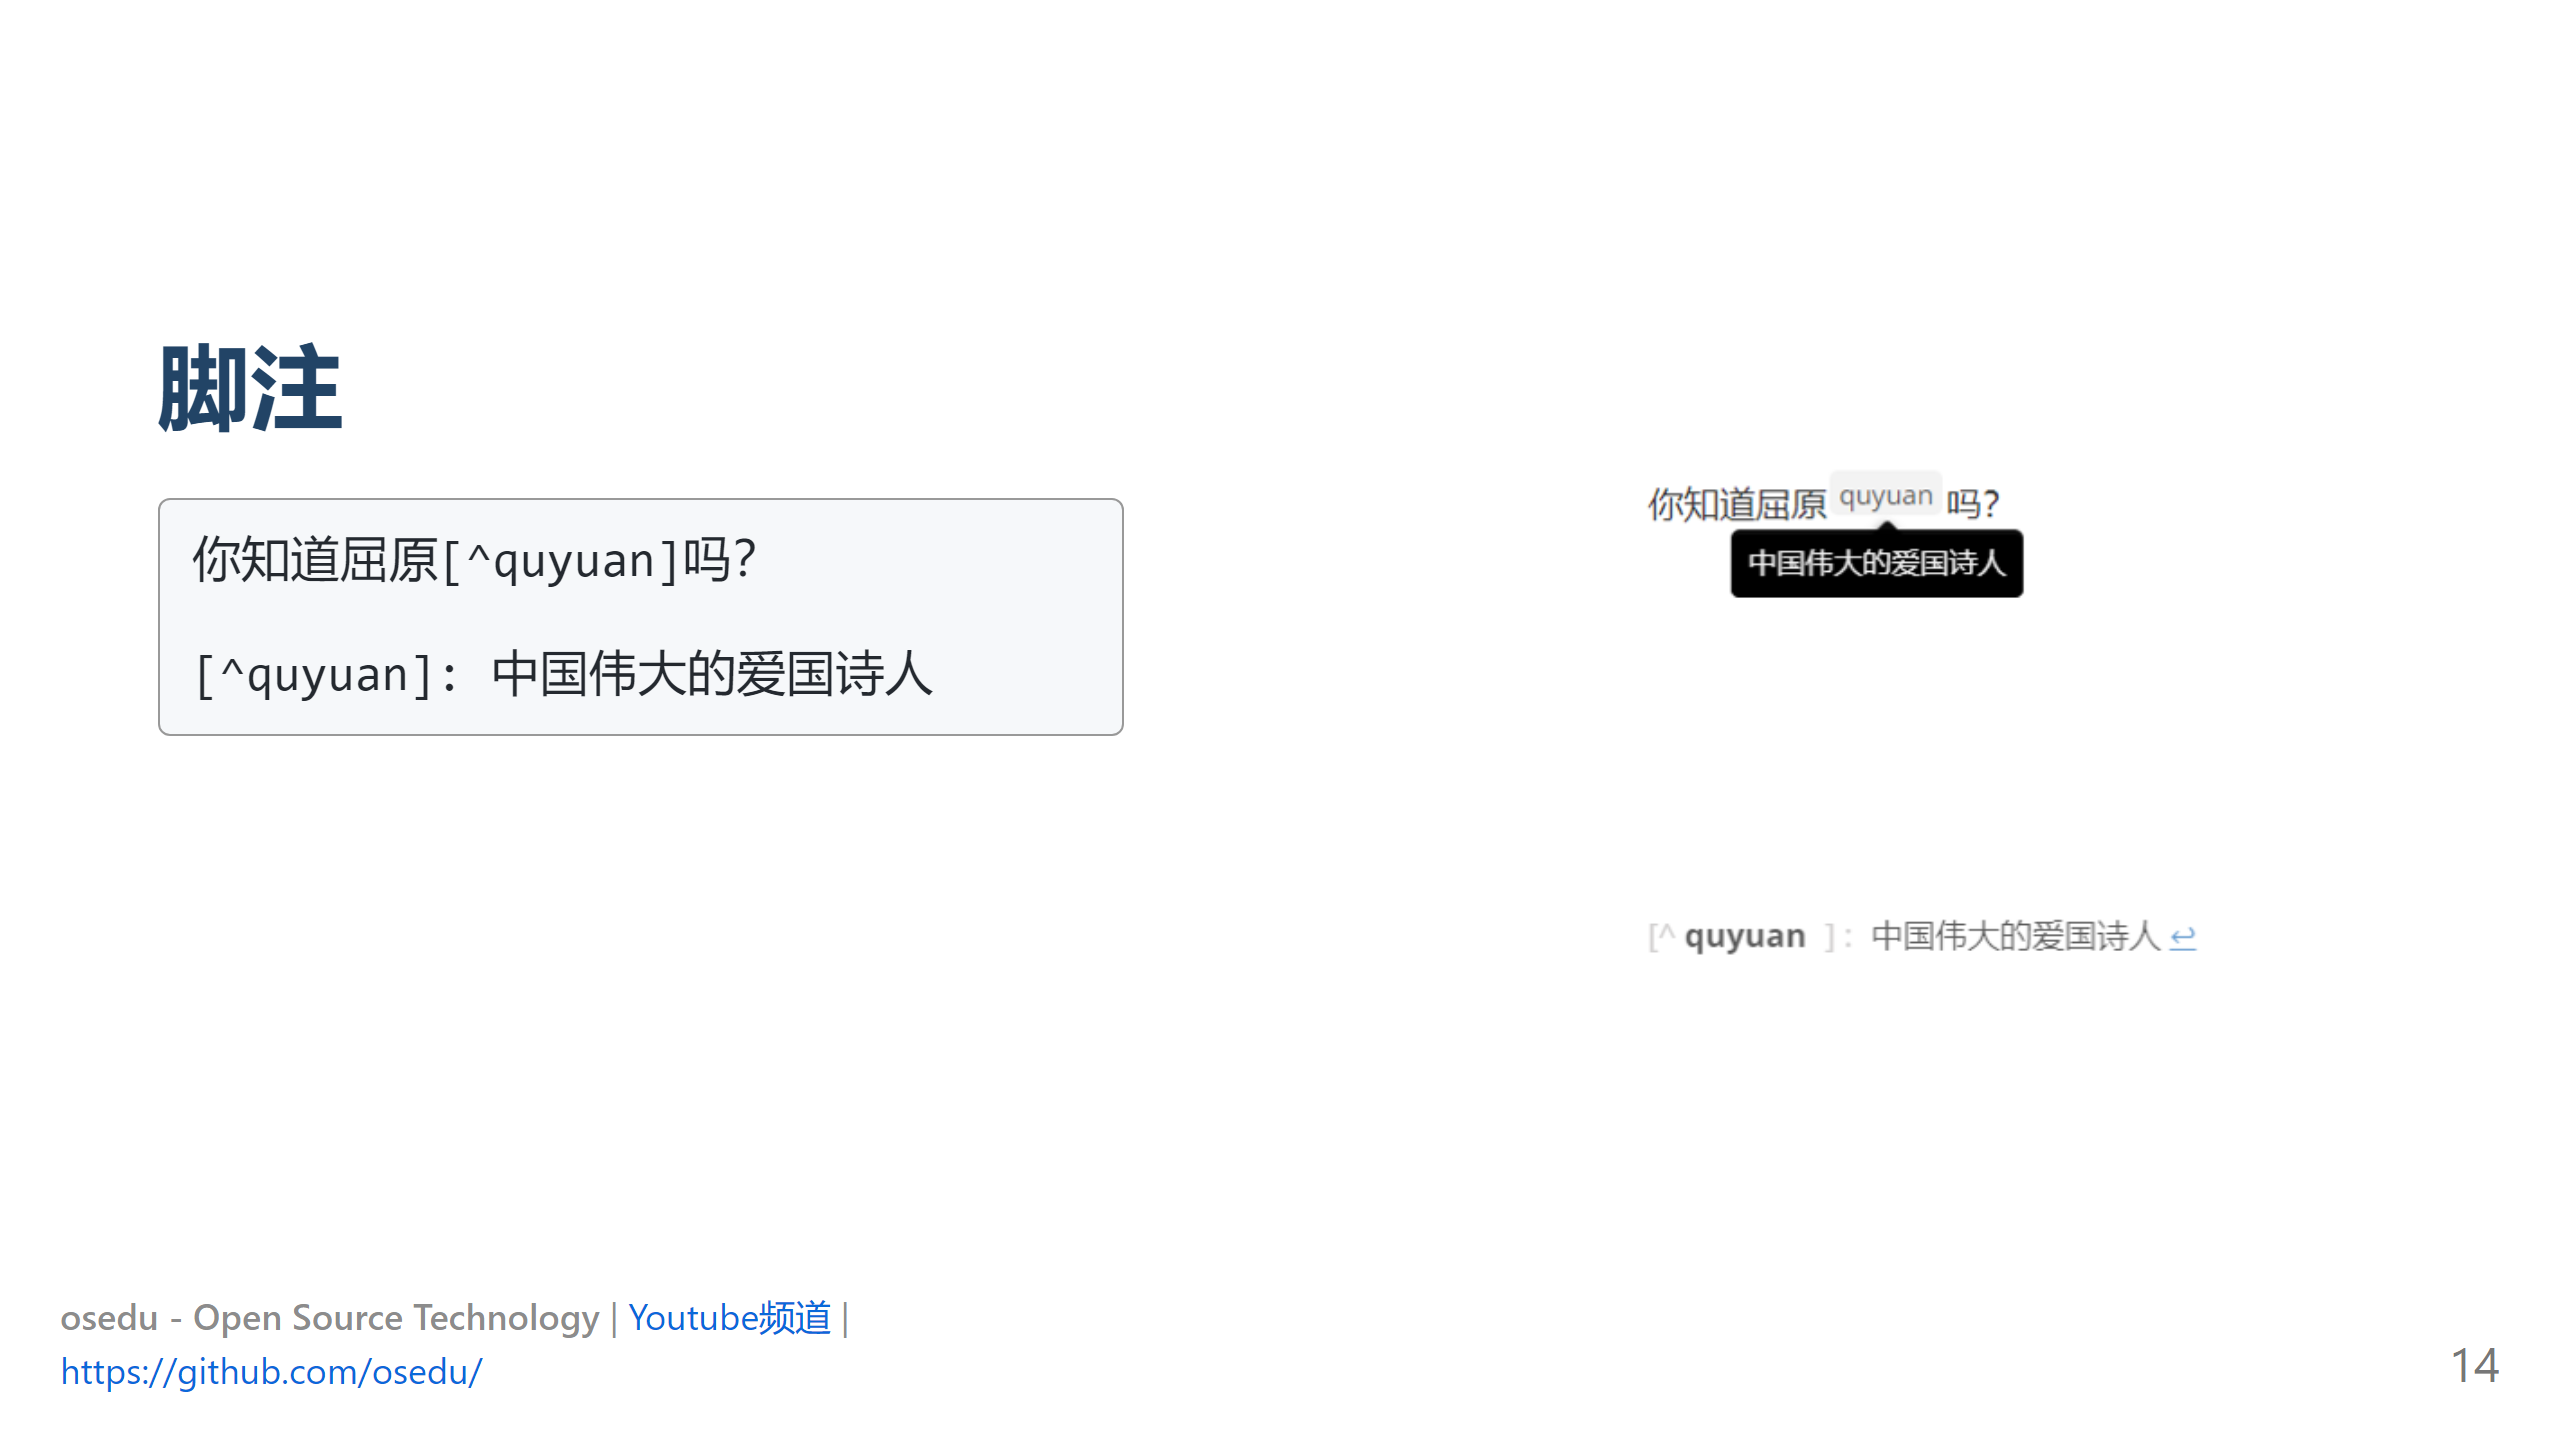 脚注
你知道屈原[^quyuan]吗？
[^quyuan]: 中国伟大的爱国诗人
你知道屈原 quyuan 吗？
中国伟大的爱国诗人
[^ quyuan ]: 中国伟大的爱国诗人 ↩
osedu - Open Source Technology | Youtube频道 |
https://github.com/osedu/
14